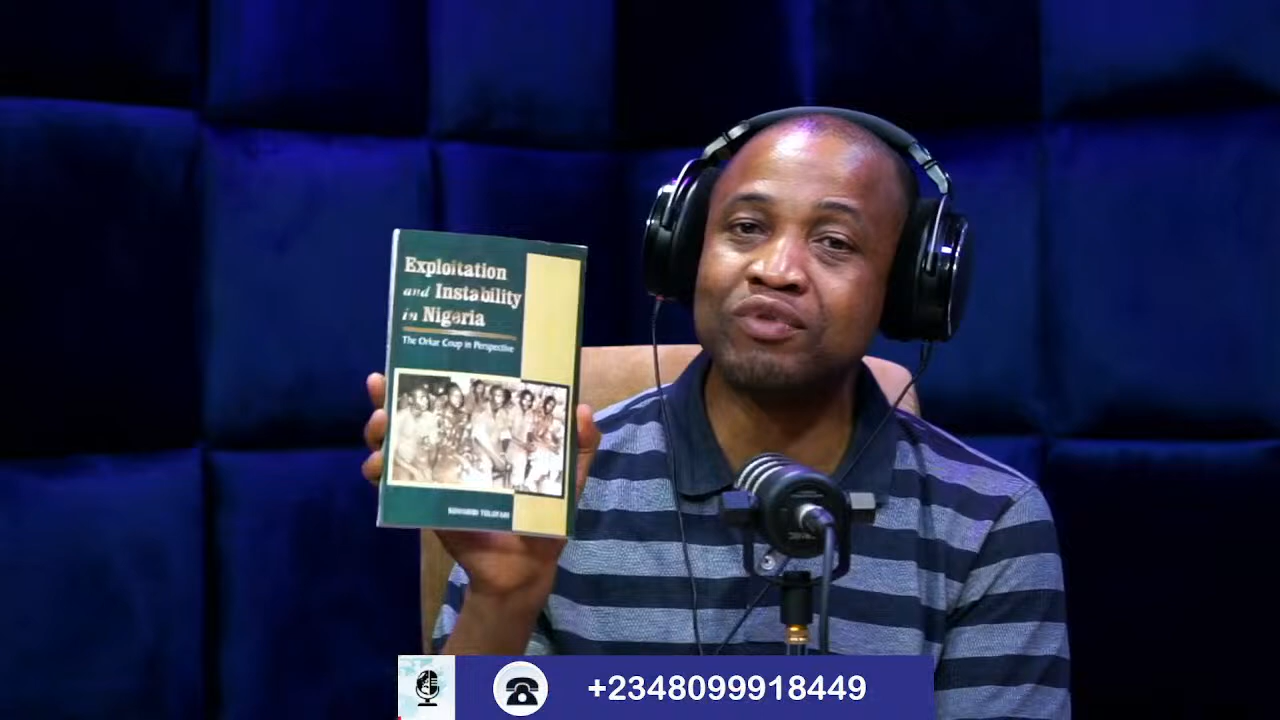 Exploitation
and Instability
in Nigeria
The Orkar Coup in Perspective
+2348099918449